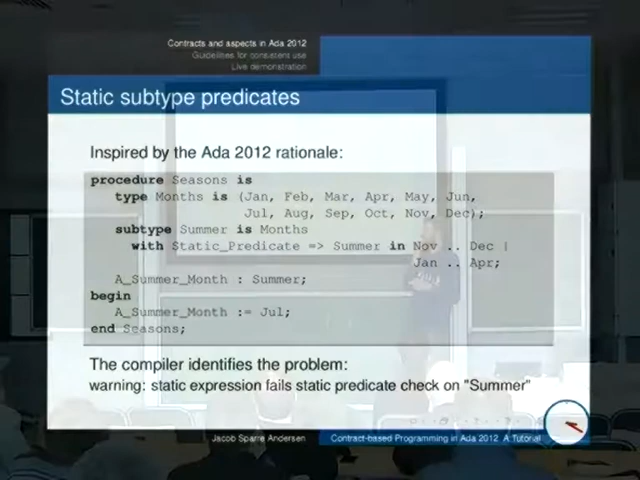 Contracts and aspects in Ada 2012
Guidelines for consistent use
Live demonstration
Static subtype predicates
Inspired by the Ada 2012 rationale:
procedure Seasons is
type Months is (Jan, Feb, Mar, Apr, May, Jun,
Jul, Aug, Sep, Oct, Nov, Dec);
subtype Summer is Months
with Static_Predicate => Summer in Nov .. Dec |
Jan .. Apr;
A_Summer_Month : Summer;
begin
A_Summer_Month := Jul;
end Seasons;
The compiler identifies the problem:
warning: static expression fails static predicate check on "Summer"
Jacob Sparre Andersen Contract-based Programming in Ada 2012 A Tutorial